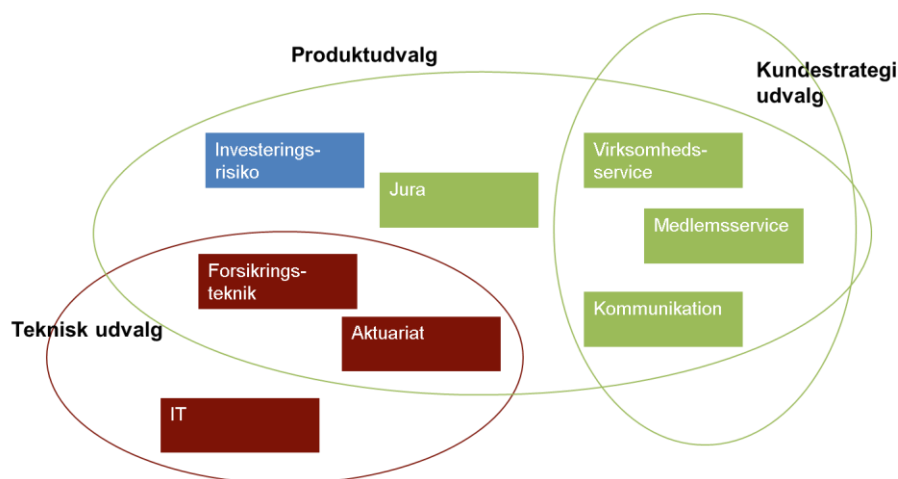 Produktudvalg
Kundestrategi
udvalg
Investerings-
risiko
Virksomheds-
service
Jura
Medlemsservice
Forsikrings-
teknik
Kommunikation
Teknisk udvalg
Aktuariat
IT